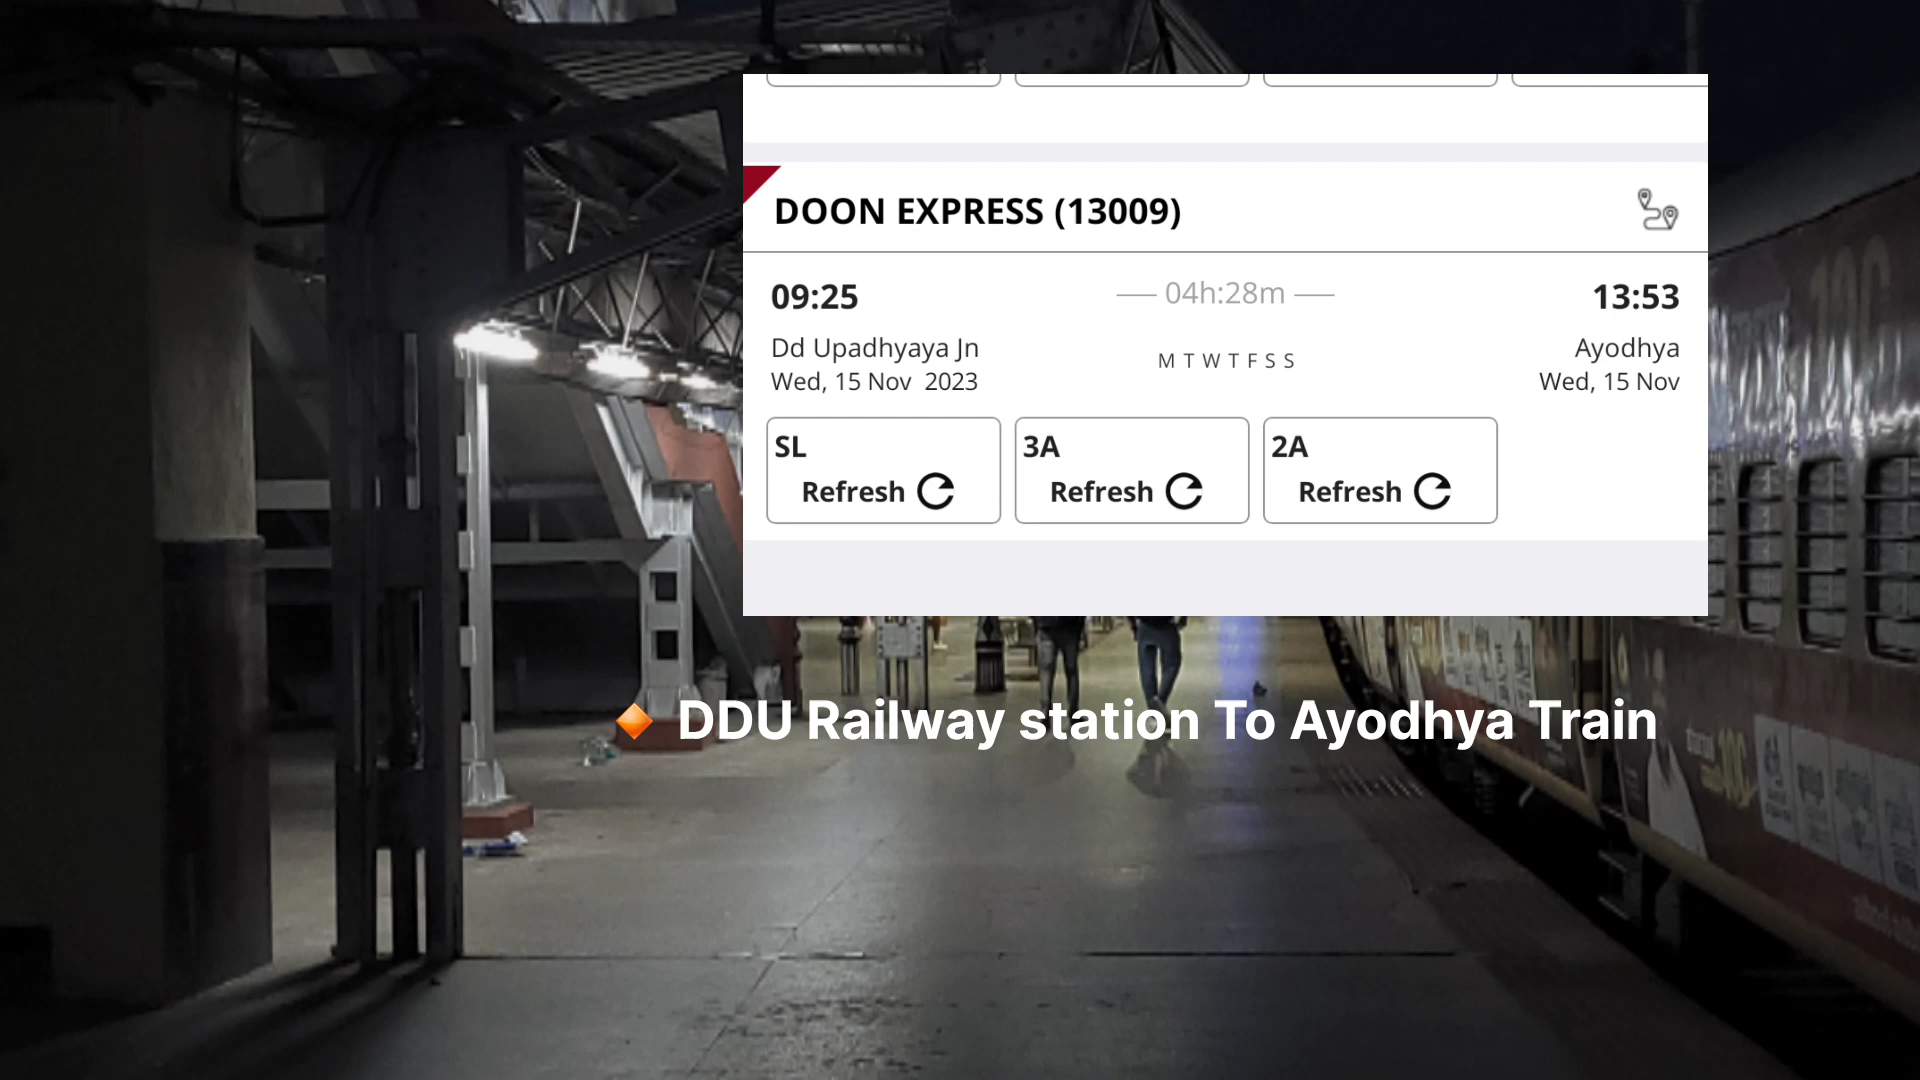 DOON EXPRESS (13009)
09:25
04h:28m
13:53
Dd Upadhyaya Jn
M T W T F S S
Ayodhya
Wed, 15 Nov 2023
Wed, 15 Nov
SL
3A
2A
Refresh
Refresh
Refresh
🔸 DDU Railway station To Ayodhya Train